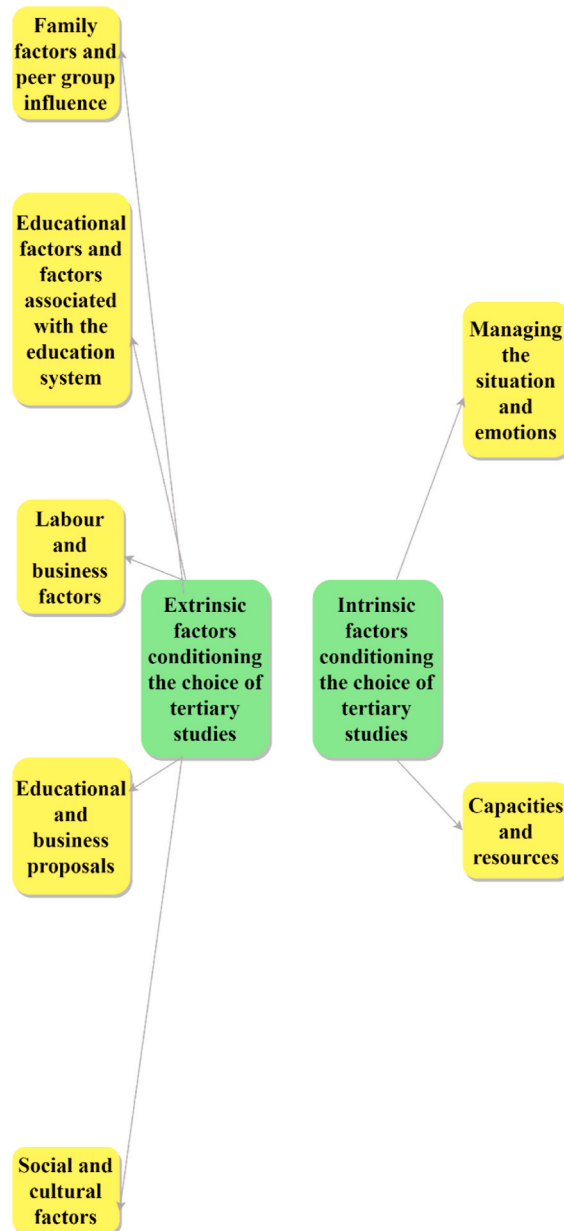 Family
factors and
peer group
influence
Educational
factors and
factors
associated
with the
education
system
Managing
the
situation
and
emotions
Labour
and
business
factors
Extrinsic
factors
conditioning
the choice of
tertiary
studies
Intrinsic
factors
conditioning
the choice of
tertiary
studies
Educational
and
business
proposals
Capacities
and
resources
Social and
cultural
factors